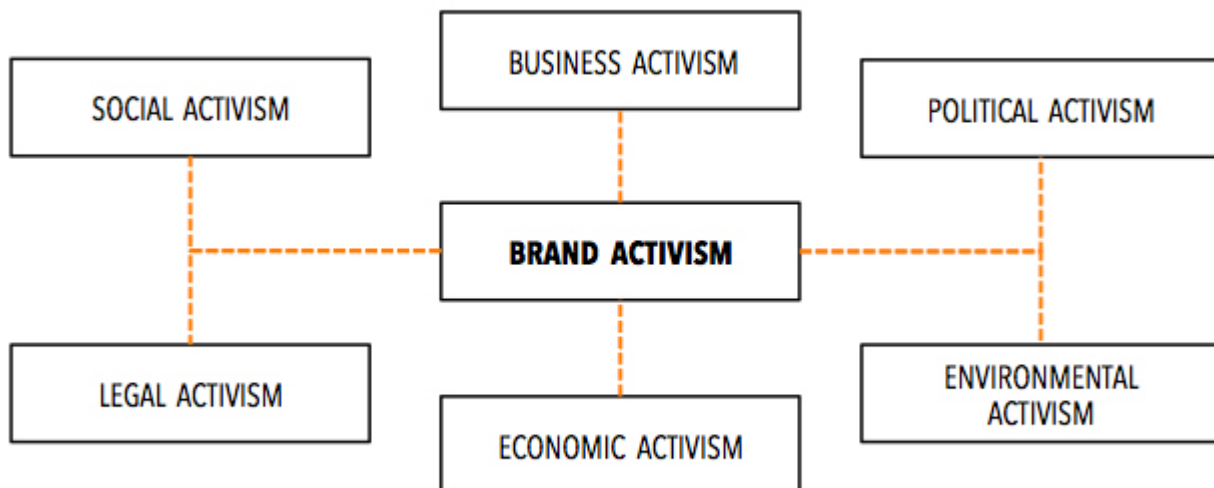 BUSINESS ACTIVISM
SOCIAL ACTIVISM
POLITICAL ACTIVISM
BRAND ACTIVISM
LEGAL ACTIVISM
ENVIRONMENTAL
ACTIVISM
ECONOMIC ACTIVISM